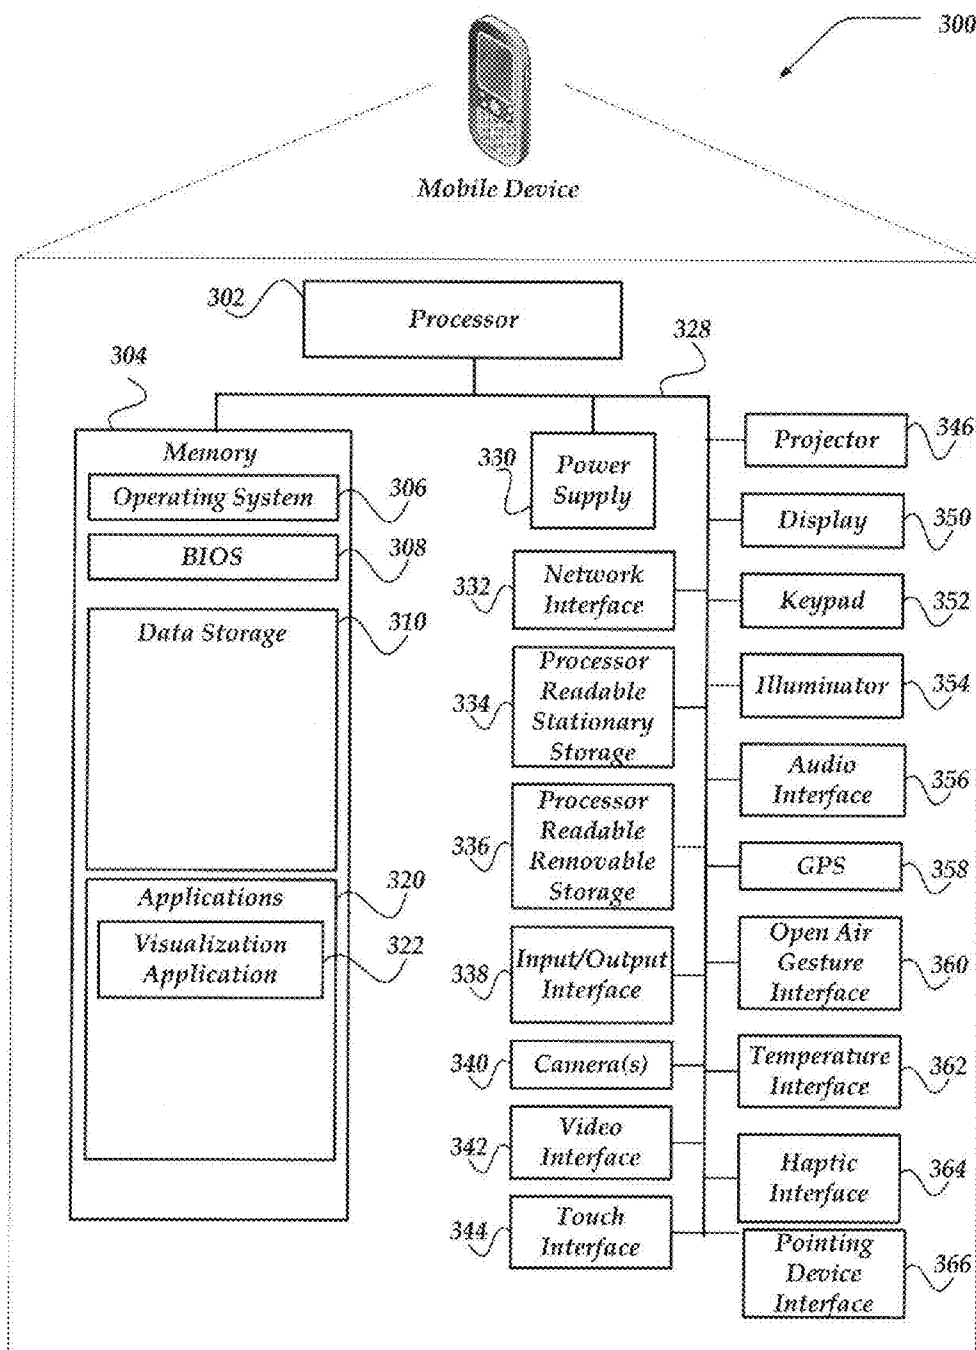 300
Mobile Device
302
Processor
328
304
Memory
Operating System
306
BIOS
308
Data Storage
310
Applications
320
Visualization
Application
322
330
Power
Supply
332
Network
Interface
334
Processor
Readable
Stationary
Storage
336
Processor
Readable
Removable
Storage
338
Input/Output
Interface
340
Camera(s)
342
Video
Interface
344
Touch
Interface
Projector
346
Display
350
Keypad
352
Illuminator
354
Audio
Interface
356
GPS
358
Open Air
Gesture
Interface
360
Temperature
Interface
362
Haptic
Interface
364
Pointing
Device
Interface
366